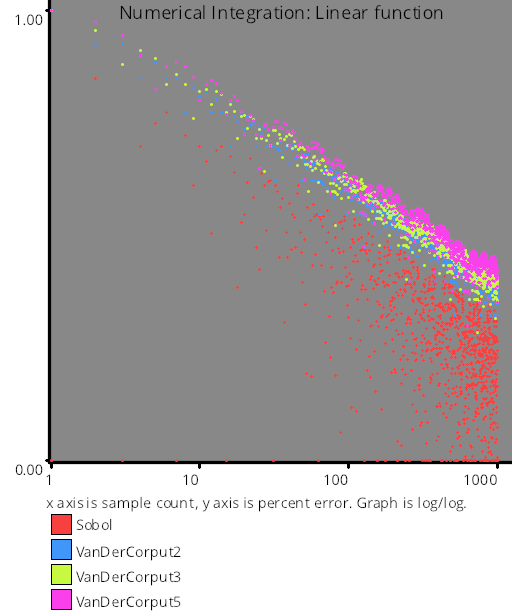 Numerical Integration: Linear function
1.00
0.00
1 10 100 1000
x axis is sample count, y axis is percent error. Graph is log/log.
Sobol
VanDerCorput2
VanDerCorput3
VanDerCorput5